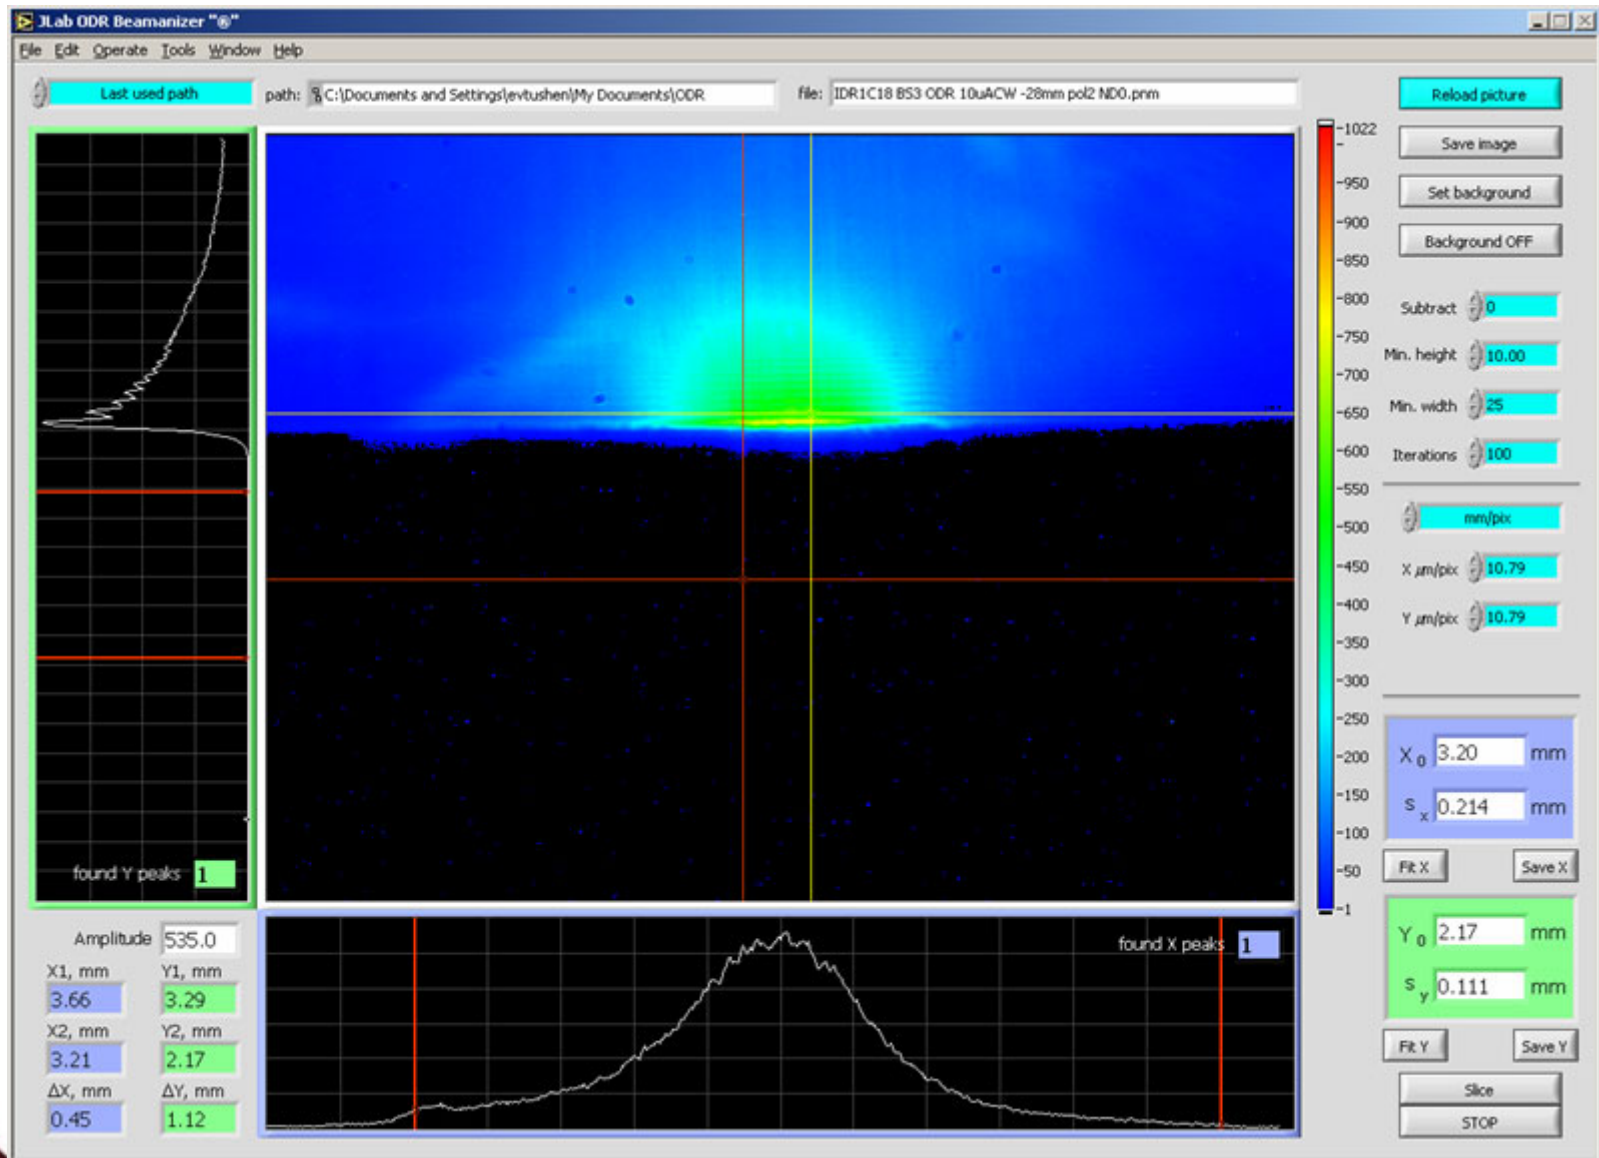 JLab ODR Beamanizer "®"
File Edit Operate Tools Window Help
Last used path path: C:\Documents and Settings\evtushen\My Documents\ODR file: IDR1C18 BS3 ODR 10uACW -28mm pol2 ND0.pnm
Reload picture
Save image
Set background
Background OFF
Subtract 0
Min. height 10.00
Min. width 25
Iterations 100
mm/pix
X µm/pix 10.79
Y µm/pix 10.79
1022
950
900
850
800
750
700
650
600
550
500
450
400
350
300
250
200
150
100
50
1
X 0 3.20 mm
S x 0.214 mm
Fit X Save X
Y 0 2.17 mm
S y 0.111 mm
Fit Y Save Y
Slice
STOP
found Y peaks 1
found X peaks 1
Amplitude 535.0
X1, mm Y1, mm
3.66 3.29
X2, mm Y2, mm
3.21 2.17
ΔX, mm ΔY, mm
0.45 1.12